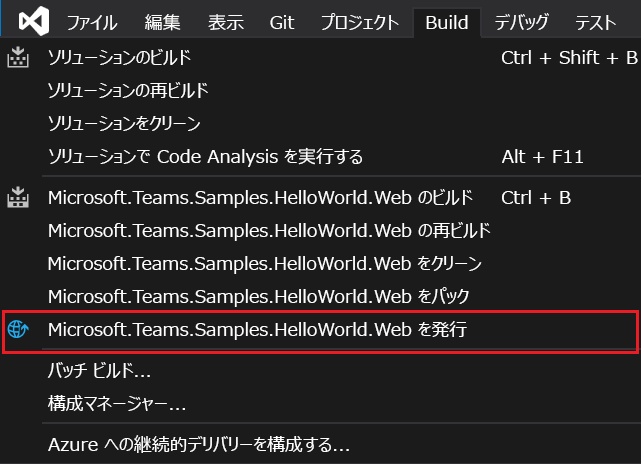 ファイル 編集 表示 Git プロジェクト Build デバッグ テスト
ソリューションのビルド Ctrl + Shift + B
ソリューションの再ビルド
ソリューションをクリーン
ソリューションで Code Analysis を実行する Alt + F11
Microsoft.Teams.Samples.HelloWorld.Web のビルド Ctrl + B
Microsoft.Teams.Samples.HelloWorld.Web の再ビルド
Microsoft.Teams.Samples.HelloWorld.Web をクリーン
Microsoft.Teams.Samples.HelloWorld.Web をパック
Microsoft.Teams.Samples.HelloWorld.Web を発行
バッチ ビルド...
構成マネージャー...
Azure への継続的デリバリーを構成する...